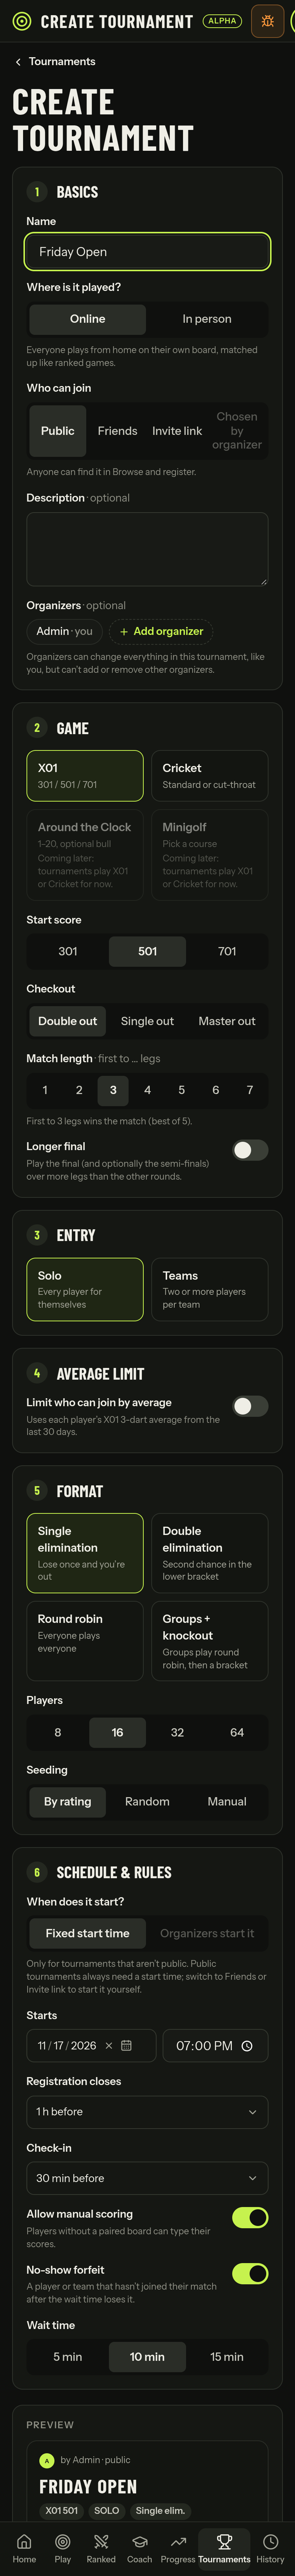 CREATE TOURNAMENT ALPHA
Tournaments
CREATE
TOURNAMENT
1 BASICS
Name
Friday Open
Where is it played?
Online In person
Everyone plays from home on their own board, matched
up like ranked games.
Who can join
Public Friends Invite link Chosen
by
organizer
Anyone can find it in Browse and register.
Description · optional
Organizers · optional
Admin · you + Add organizer
Organizers can change everything in this tournament, like
you, but can't add or remove other organizers.
2 GAME
X01 Cricket
301 / 501 / 701 Standard or cut-throat
Around the Clock Minigolf
1–20, optional bull Pick a course
Coming later: Coming later:
tournaments play X01 tournaments play X01
or Cricket for now. or Cricket for now.
Start score
301 501 701
Checkout
Double out Single out Master out
Match length · first to … legs
1 2 3 4 5 6 7
First to 3 legs wins the match (best of 5).
Longer final
Play the final (and optionally the semi-finals)
over more legs than the other rounds.
3 ENTRY
Solo Teams
Every player for Two or more players
themselves per team
4 AVERAGE LIMIT
Limit who can join by average
Uses each player's X01 3-dart average from the
last 30 days.
5 FORMAT
Single Double
elimination elimination
Lose once and you're Second chance in the
out lower bracket
Round robin Groups +
Everyone plays knockout
everyone Groups play round
robin, then a bracket
Players
8 16 32 64
Seeding
By rating Random Manual
6 SCHEDULE & RULES
When does it start?
Fixed start time Organizers start it
Only for tournaments that aren't public. Public
tournaments always need a start time; switch to Friends or
Invite link to start it yourself.
Starts
11 / 17 / 2026 07:00 PM
Registration closes
1 h before
Check-in
30 min before
Allow manual scoring
Players without a paired board can type their
scores.
No-show forfeit
A player or team that hasn't joined their match
after the wait time loses it.
Wait time
5 min 10 min 15 min
PREVIEW
A by Admin · public
FRIDAY OPEN
X01 501 SOLO Single elim.
Home Play Ranked Coach Progress Tournaments History